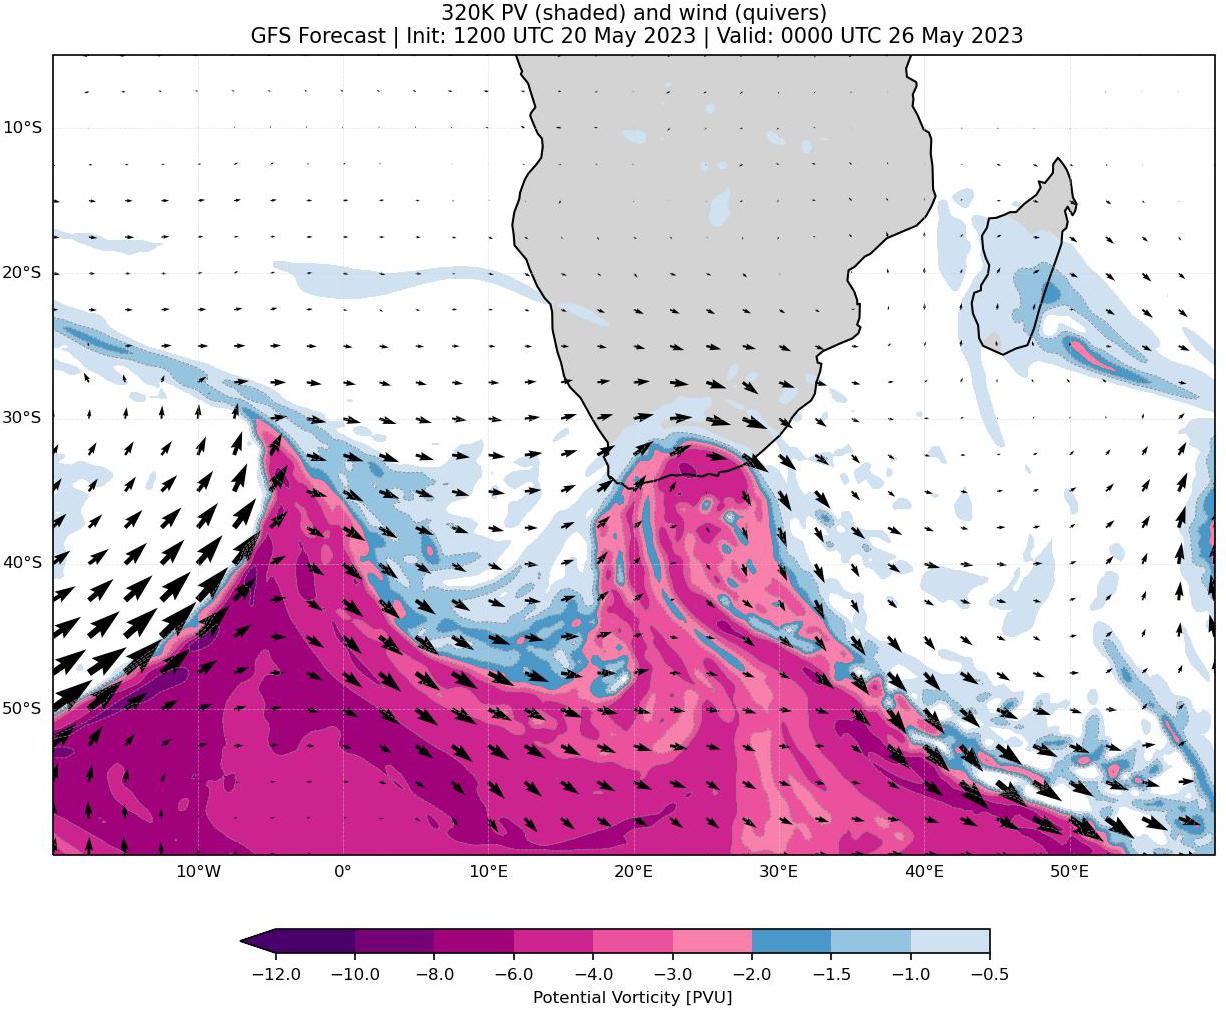 320K PV (shaded) and wind (quivers)
GFS Forecast | Init: 1200 UTC 20 May 2023 | Valid: 0000 UTC 26 May 2023
10°S
20°S
30°S
40°S
50°S
10°W 0° 10°E 20°E 30°E 40°E 50°E
−12.0 −10.0 −8.0 −6.0 −4.0 −3.0 −2.0 −1.5 −1.0 −0.5
Potential Vorticity [PVU]